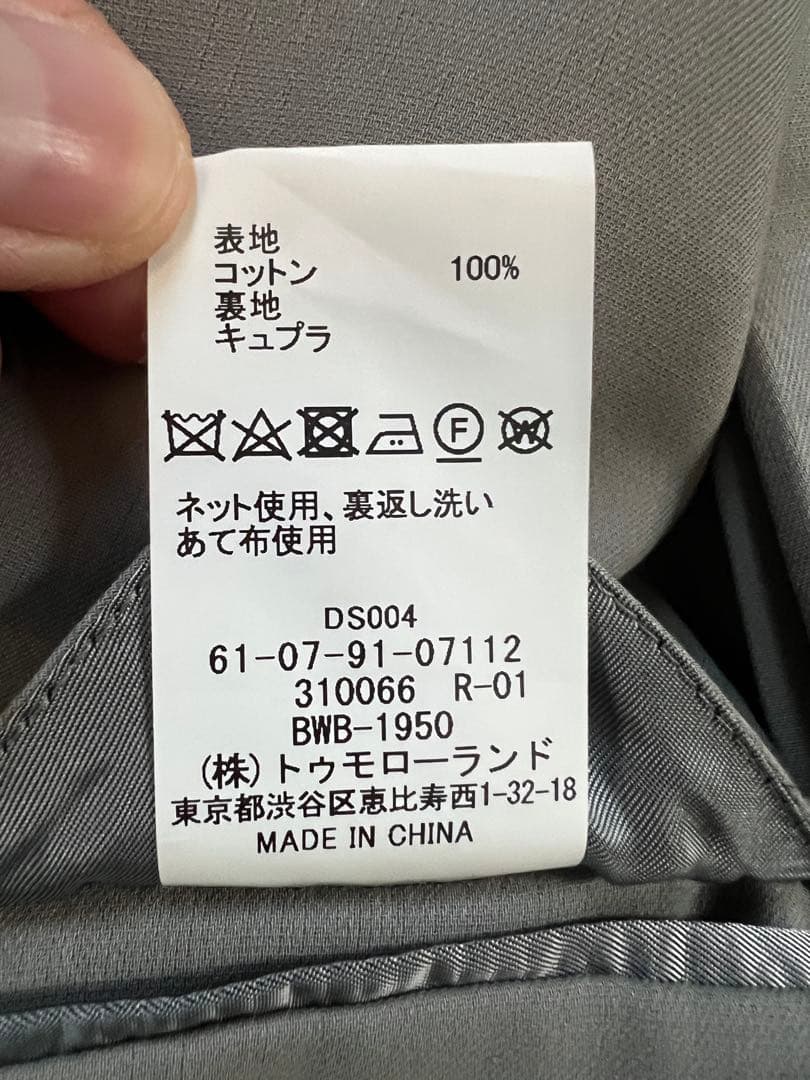 表地
コットン 100%
裏地
キュプラ
F W
ネット使用、裏返し洗い
あて布使用
DS004
61-07-91-07112
310066 R-01
BWB-1950
(株)トゥモローランド
東京都渋谷区恵比寿西1-32-18
MADE IN CHINA